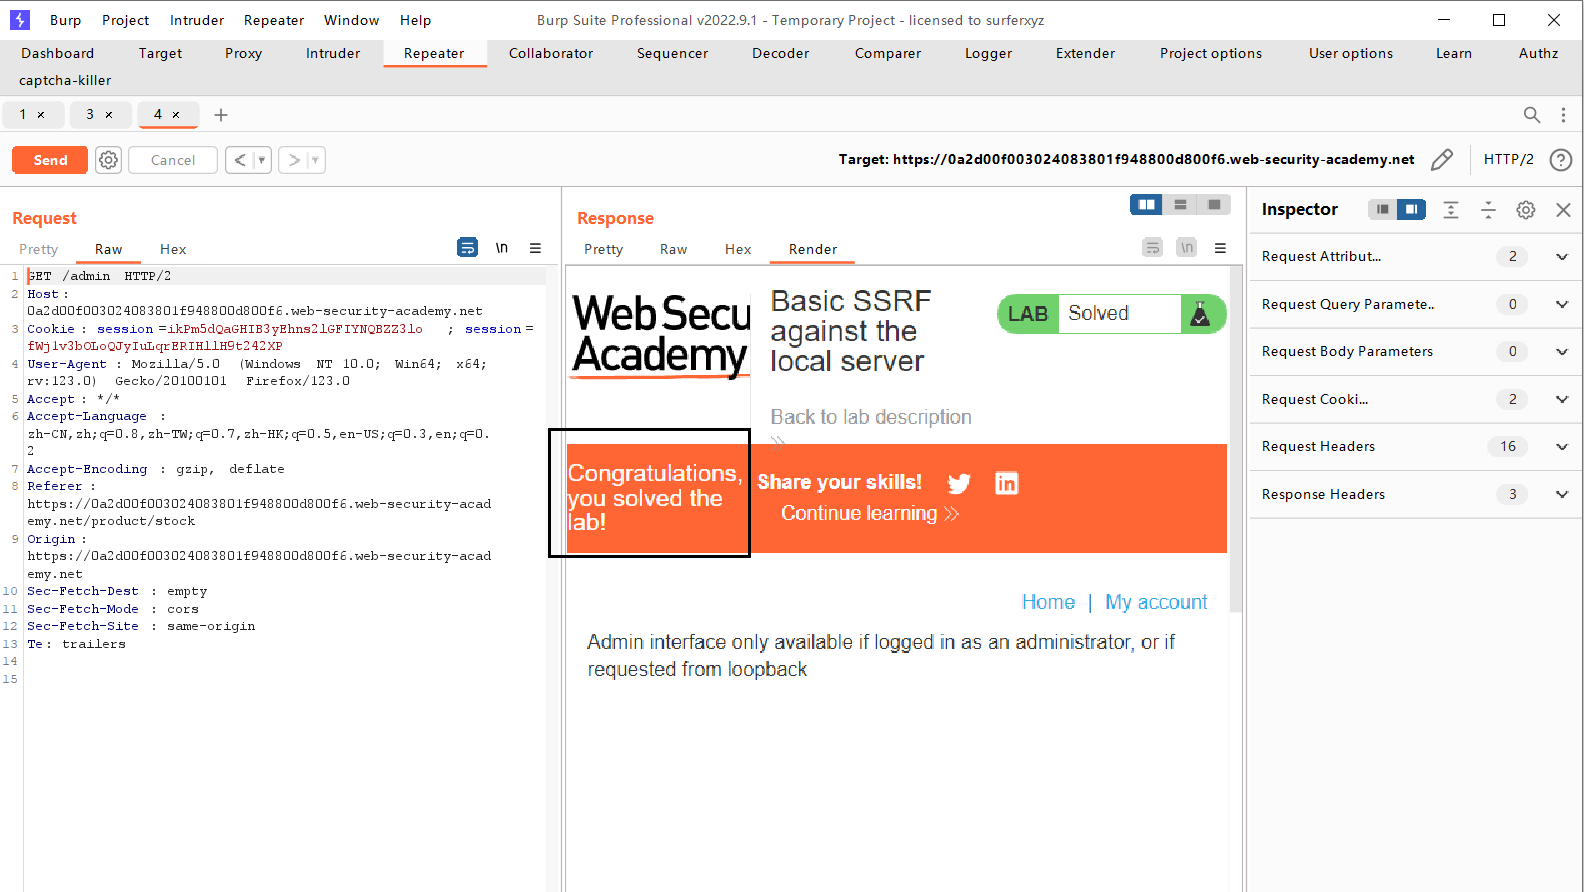 Burp Project Intruder Repeater Window Help
Burp Suite Professional v2022.9.1 - Temporary Project - licensed to surferxyz
Dashboard Target Proxy Intruder Repeater Collaborator Sequencer Decoder Comparer Logger Extender Project options User options Learn Authz
captcha-killer
1 × 3 × 4 × +
Send Cancel < >
Target: https://0a2d00f003024083801f948800d800f6.web-security-academy.net HTTP/2
Request
Pretty Raw Hex \n
1 GET /admin HTTP/2
2 Host :
0a2d00f003024083801f948800d800f6.web-security-academy.net
3 Cookie : session =ikPm5dQaGHIB3yEhns2lGFIYNQBZZ3lo ; session =
fWjlv3bOLoQJyIuLqrERIHllH9t242XP
4 User-Agent : Mozilla/5.0 (Windows NT 10.0; Win64; x64;
rv:123.0) Gecko/20100101 Firefox/123.0
5 Accept : */*
6 Accept-Language :
zh-CN,zh;q=0.8,zh-TW;q=0.7,zh-HK;q=0.5,en-US;q=0.3,en;q=0.
2
7 Accept-Encoding : gzip, deflate
8 Referer :
https://0a2d00f003024083801f948800d800f6.web-security-acad
emy.net/product/stock
9 Origin :
https://0a2d00f003024083801f948800d800f6.web-security-acad
emy.net
10 Sec-Fetch-Dest : empty
11 Sec-Fetch-Mode : cors
12 Sec-Fetch-Site : same-origin
13 Te : trailers
14
15
Response
Pretty Raw Hex Render \n
Web Secu
Academy
Basic SSRF
against the
local server
LAB Solved
Back to lab description
Congratulations,
you solved the
lab!
Share your skills!
Continue learning
Home | My account
Admin interface only available if logged in as an administrator, or if
requested from loopback
Inspector
Request Attribut... 2
Request Query Paramete.. 0
Request Body Parameters 0
Request Cooki... 2
Request Headers 16
Response Headers 3